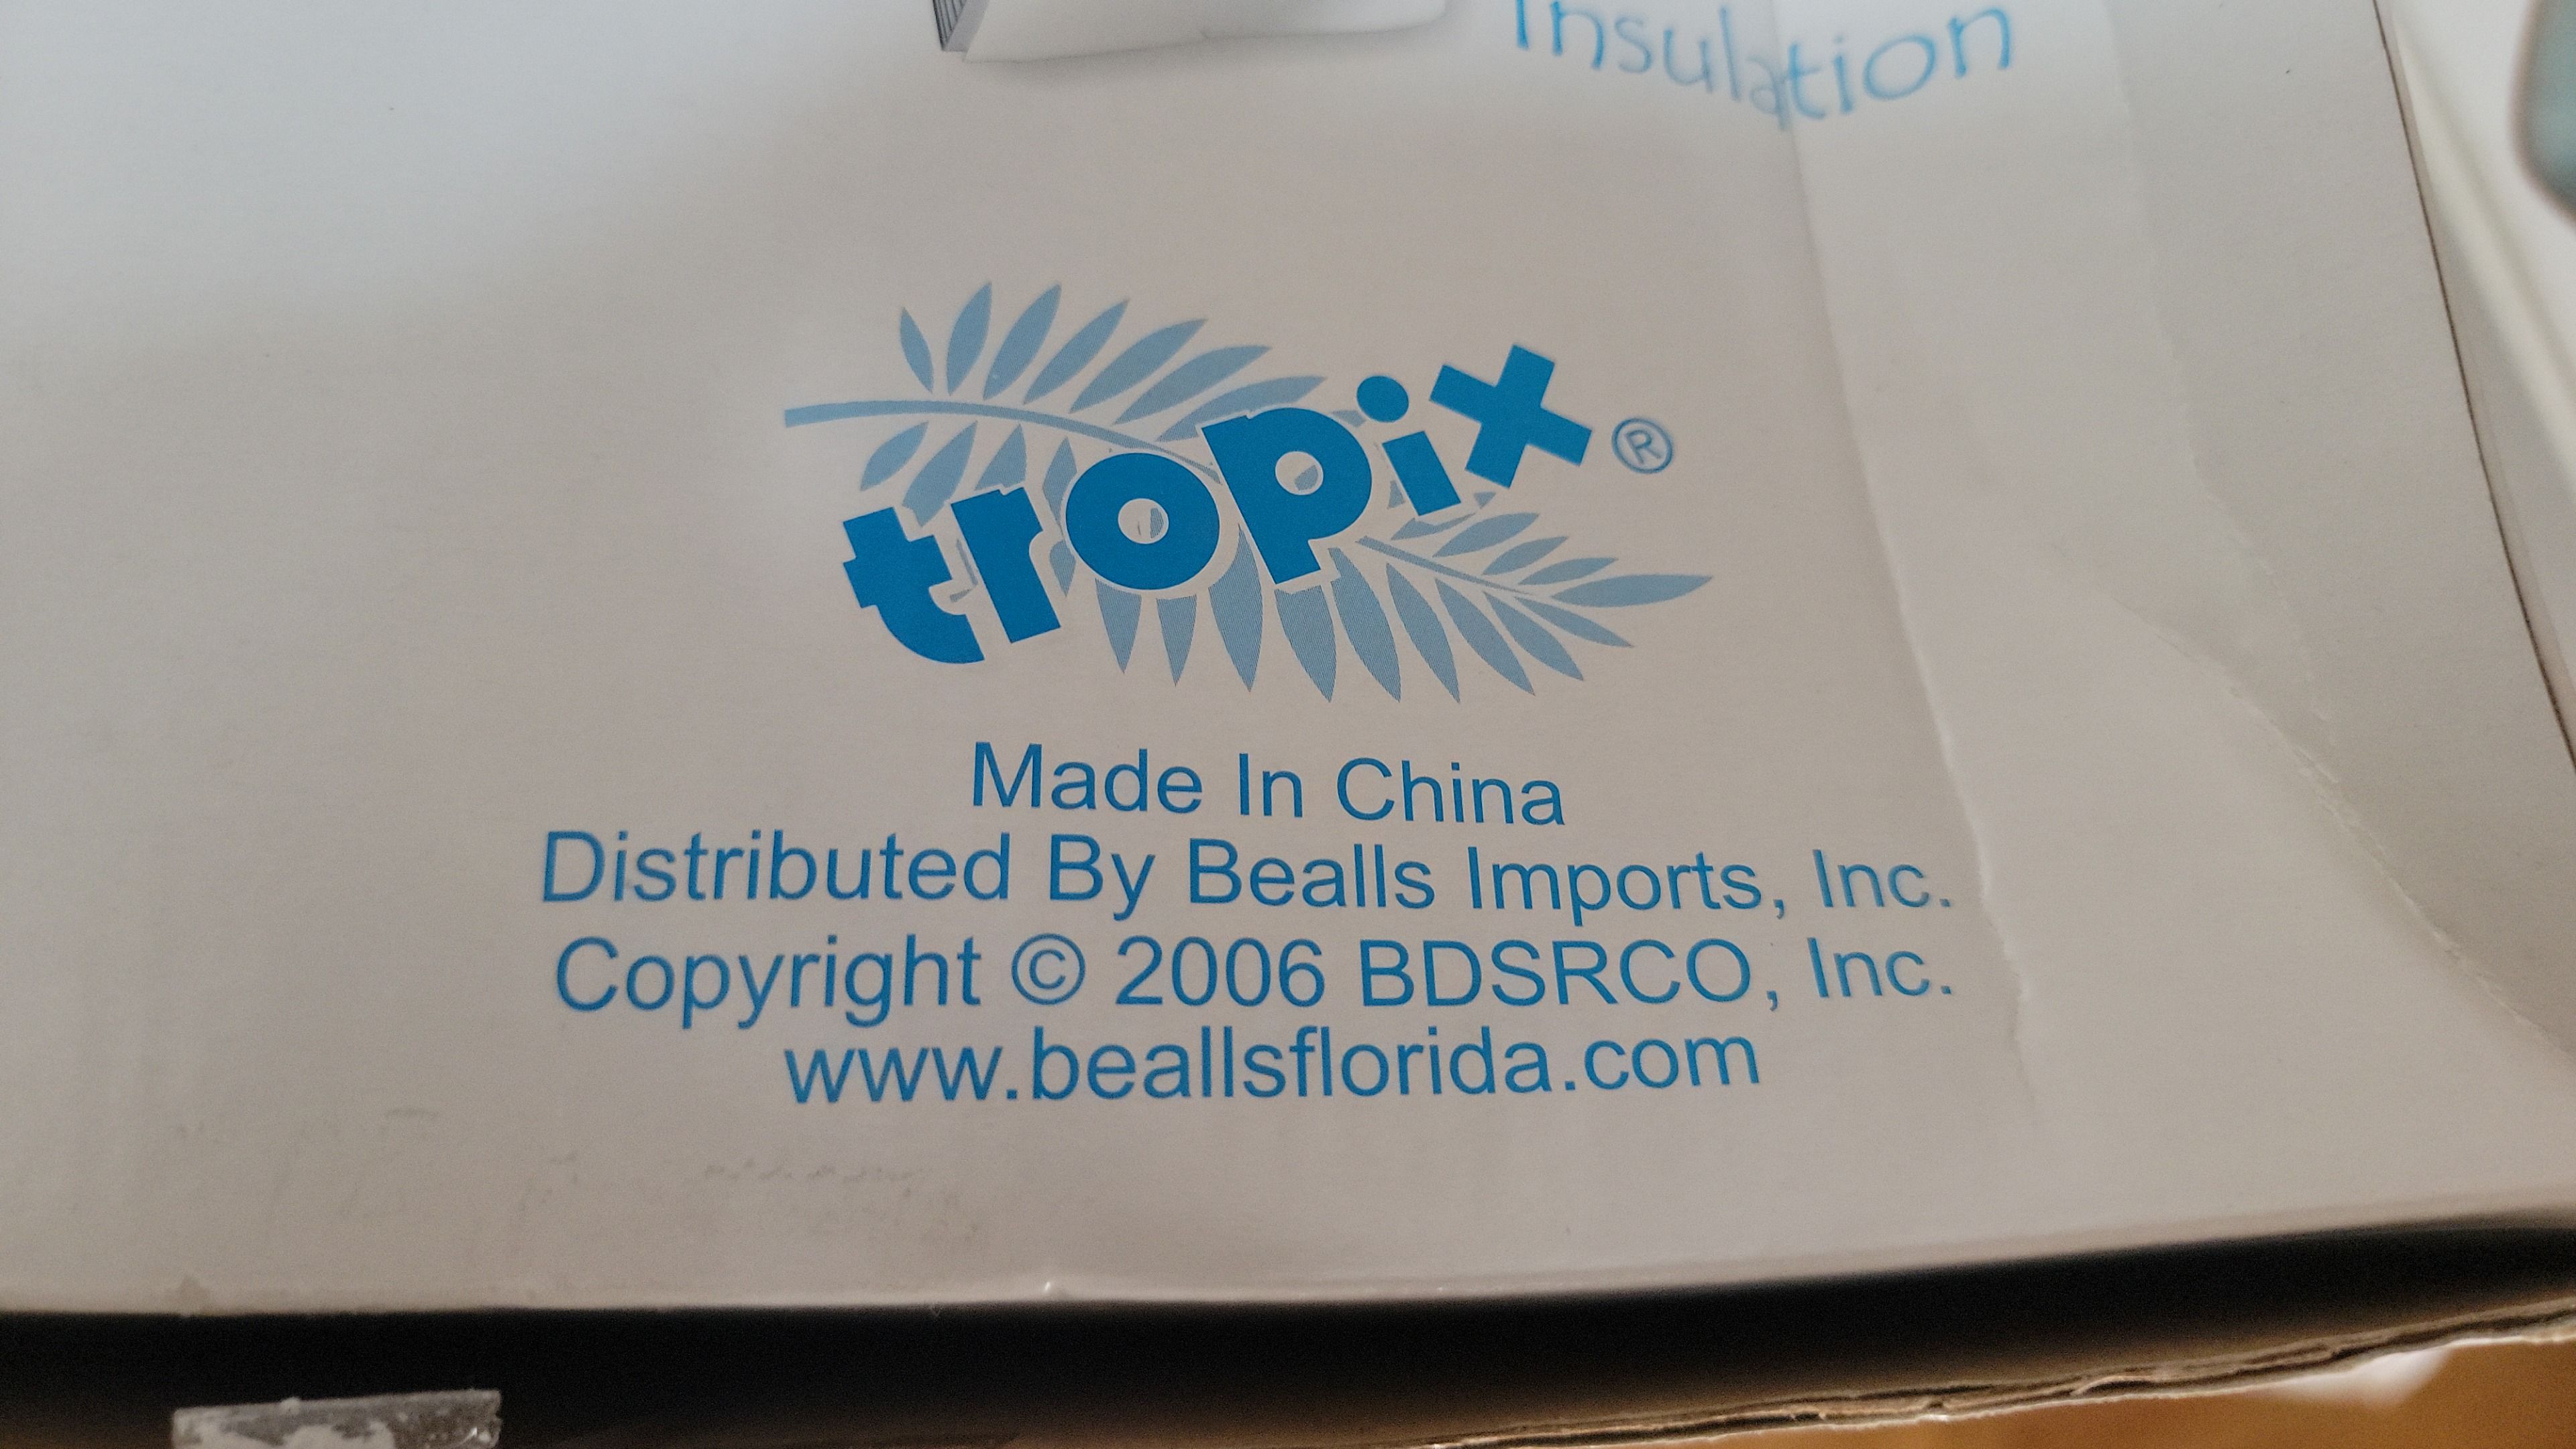 Insulation
tropix®
Made In China
Distributed By Bealls Imports, Inc.
Copyright © 2006 BDSRCO, Inc.
www.beallsflorida.com